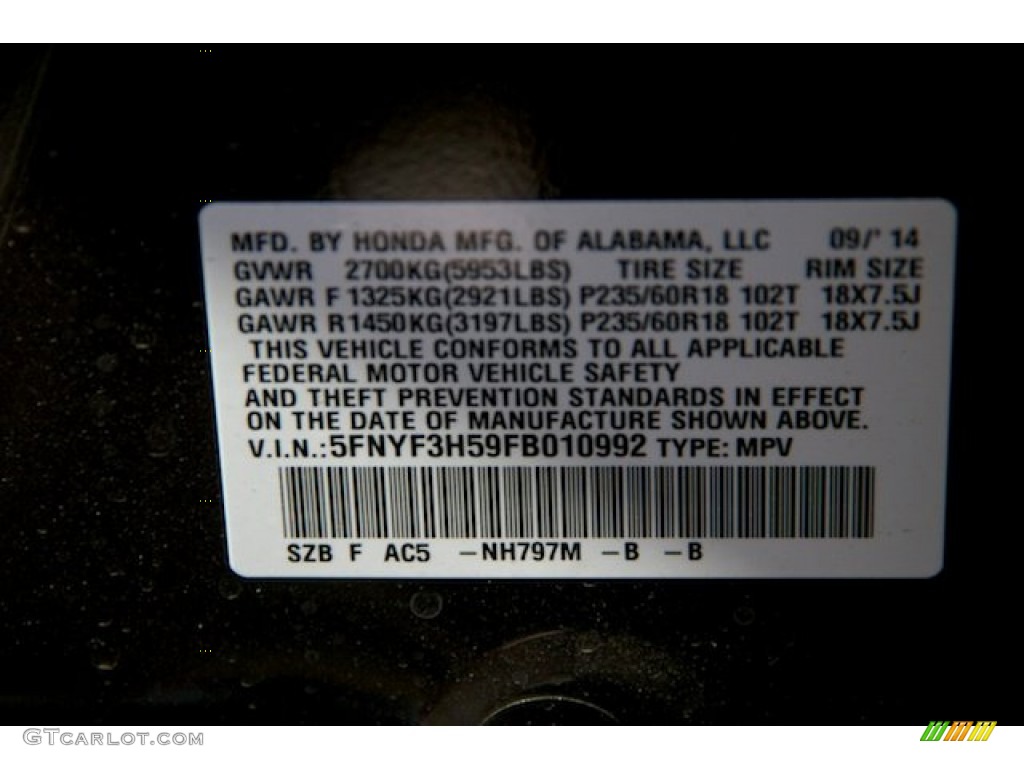 MFD. BY HONDA MFG. OF ALABAMA, LLC 09/' 14
GVWR 2700KG(5953LBS) TIRE SIZE RIM SIZE
GAWR F 1325KG(2921LBS) P235/60R18 102T 18X7.5J
GAWR R1450KG(3197LBS) P235/60R18 102T 18X7.5J
THIS VEHICLE CONFORMS TO ALL APPLICABLE
FEDERAL MOTOR VEHICLE SAFETY
AND THEFT PREVENTION STANDARDS IN EFFECT
ON THE DATE OF MANUFACTURE SHOWN ABOVE.
V.I.N.: 5FNYF3H59FB010992 TYPE: MPV
SZB F AC5 -NH797M -B -B
GTCARLOT.COM